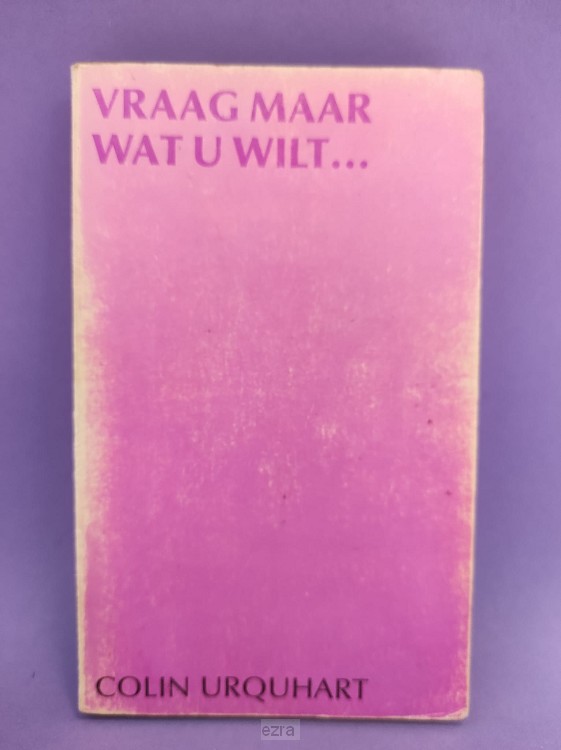 VRAAG MAAR
WAT U WILT...
COLIN URQUHART
ezra